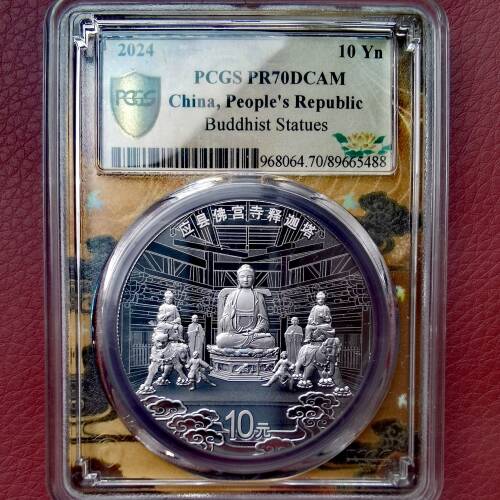 2024 10 Yn
PCGS PR70DCAM
PCGS
China, People's Republic
Buddhist Statues
968064.70/89665488
应县佛宫寺释迦塔
10元